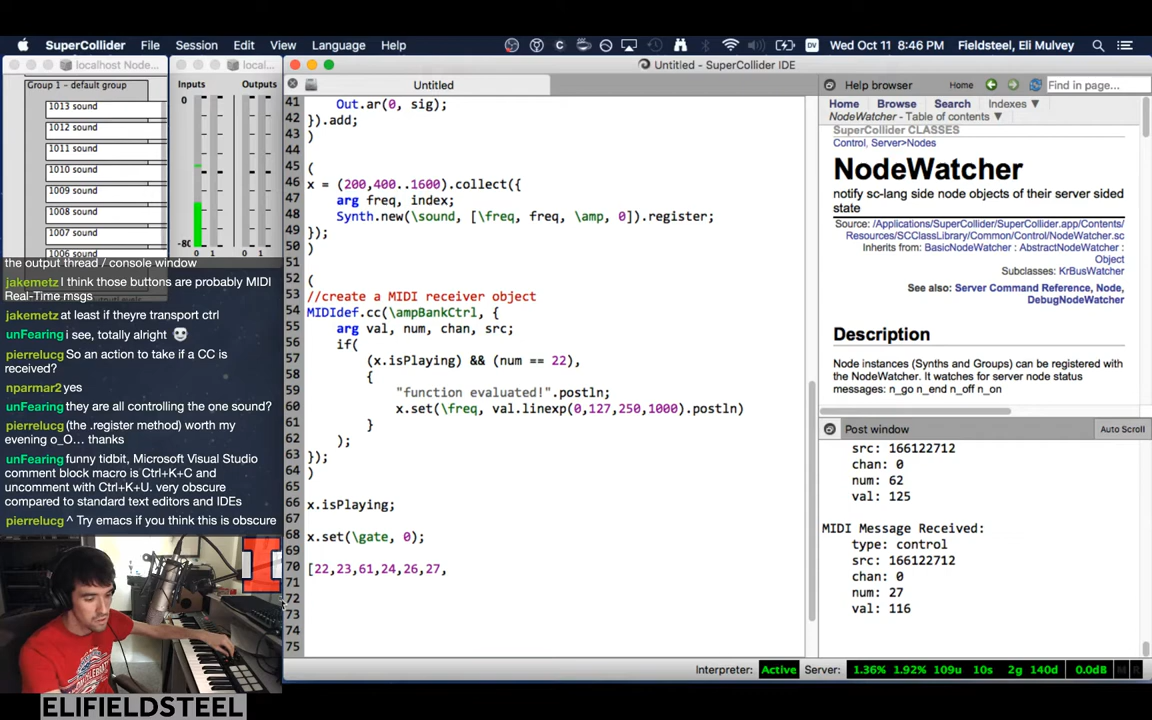 SuperCollider File Session Edit View Language Help
DV Wed Oct 11 8:46 PM Fieldsteel, Eli Mulvey
localhost Node...
Group 1 - default group
1013 sound
1012 sound
1011 sound
1010 sound
1009 sound
1008 sound
1007 sound
1006 sound
local...
Inputs Outputs
0
-80
0 1 0 1
the output thread / console window
jakemetz I think those buttons are probably MIDI
Real-Time msgs
jakemetz at least if theyre transport ctrl
unFearing i see, totally alright
pierrelucg So an action to take if a CC is
received?
nparmar2 yes
unFearing they are all controlling the one sound?
pierrelucg (the .register method) worth my
evening o_O... thanks
unFearing funny tidbit, Microsoft Visual Studio
comment block macro is Ctrl+K+C and
uncomment with Ctrl+K+U. very obscure
compared to standard text editors and IDEs
pierrelucg ^ Try emacs if you think this is obscure
ELIFIELDSTEEL
Untitled - SuperCollider IDE
Untitled
41 Out.ar(0, sig);
42 }).add;
43 )
44
45 (
46 x = (200,400..1600).collect({
47 arg freq, index;
48 Synth.new(\sound, [\freq, freq, \amp, 0]).register;
49 });
50 )
51
52 (
53 //create a MIDI receiver object
54 MIDIdef.cc(\ampBankCtrl, {
55 arg val, num, chan, src;
56 if(
57 (x.isPlaying) && (num == 22),
58 {
59 "function evaluated!".postln;
60 x.set(\freq, val.linexp(0,127,250,1000).postln)
61 }
62 );
63 });
64 )
65
66 x.isPlaying;
67
68 x.set(\gate, 0);
69
70 [22,23,61,24,26,27,
71
72
73
74
75
Help browser Home Find in page...
Home Browse Search Indexes ▼
NodeWatcher - Table of contents ▼
SuperCollider CLASSES
Control, Server>Nodes
NodeWatcher
notify sc-lang side node objects of their server sided
state
Source: /Applications/SuperCollider/SuperCollider.app/Contents/
Resources/SCClassLibrary/Common/Control/NodeWatcher.sc
Inherits from: BasicNodeWatcher : AbstractNodeWatcher :
Object
Subclasses: KrBusWatcher
See also: Server Command Reference, Node,
DebugNodeWatcher
Description
Node instances (Synths and Groups) can be registered with
the NodeWatcher. It watches for server node status
messages: n_go n_end n_off n_on
Post window Auto Scroll
src: 166122712
chan: 0
num: 62
val: 125
MIDI Message Received:
type: control
src: 166122712
chan: 0
num: 27
val: 116
Interpreter: Active Server: 1.36% 1.92% 109u 10s 2g 140d 0.0dB M R